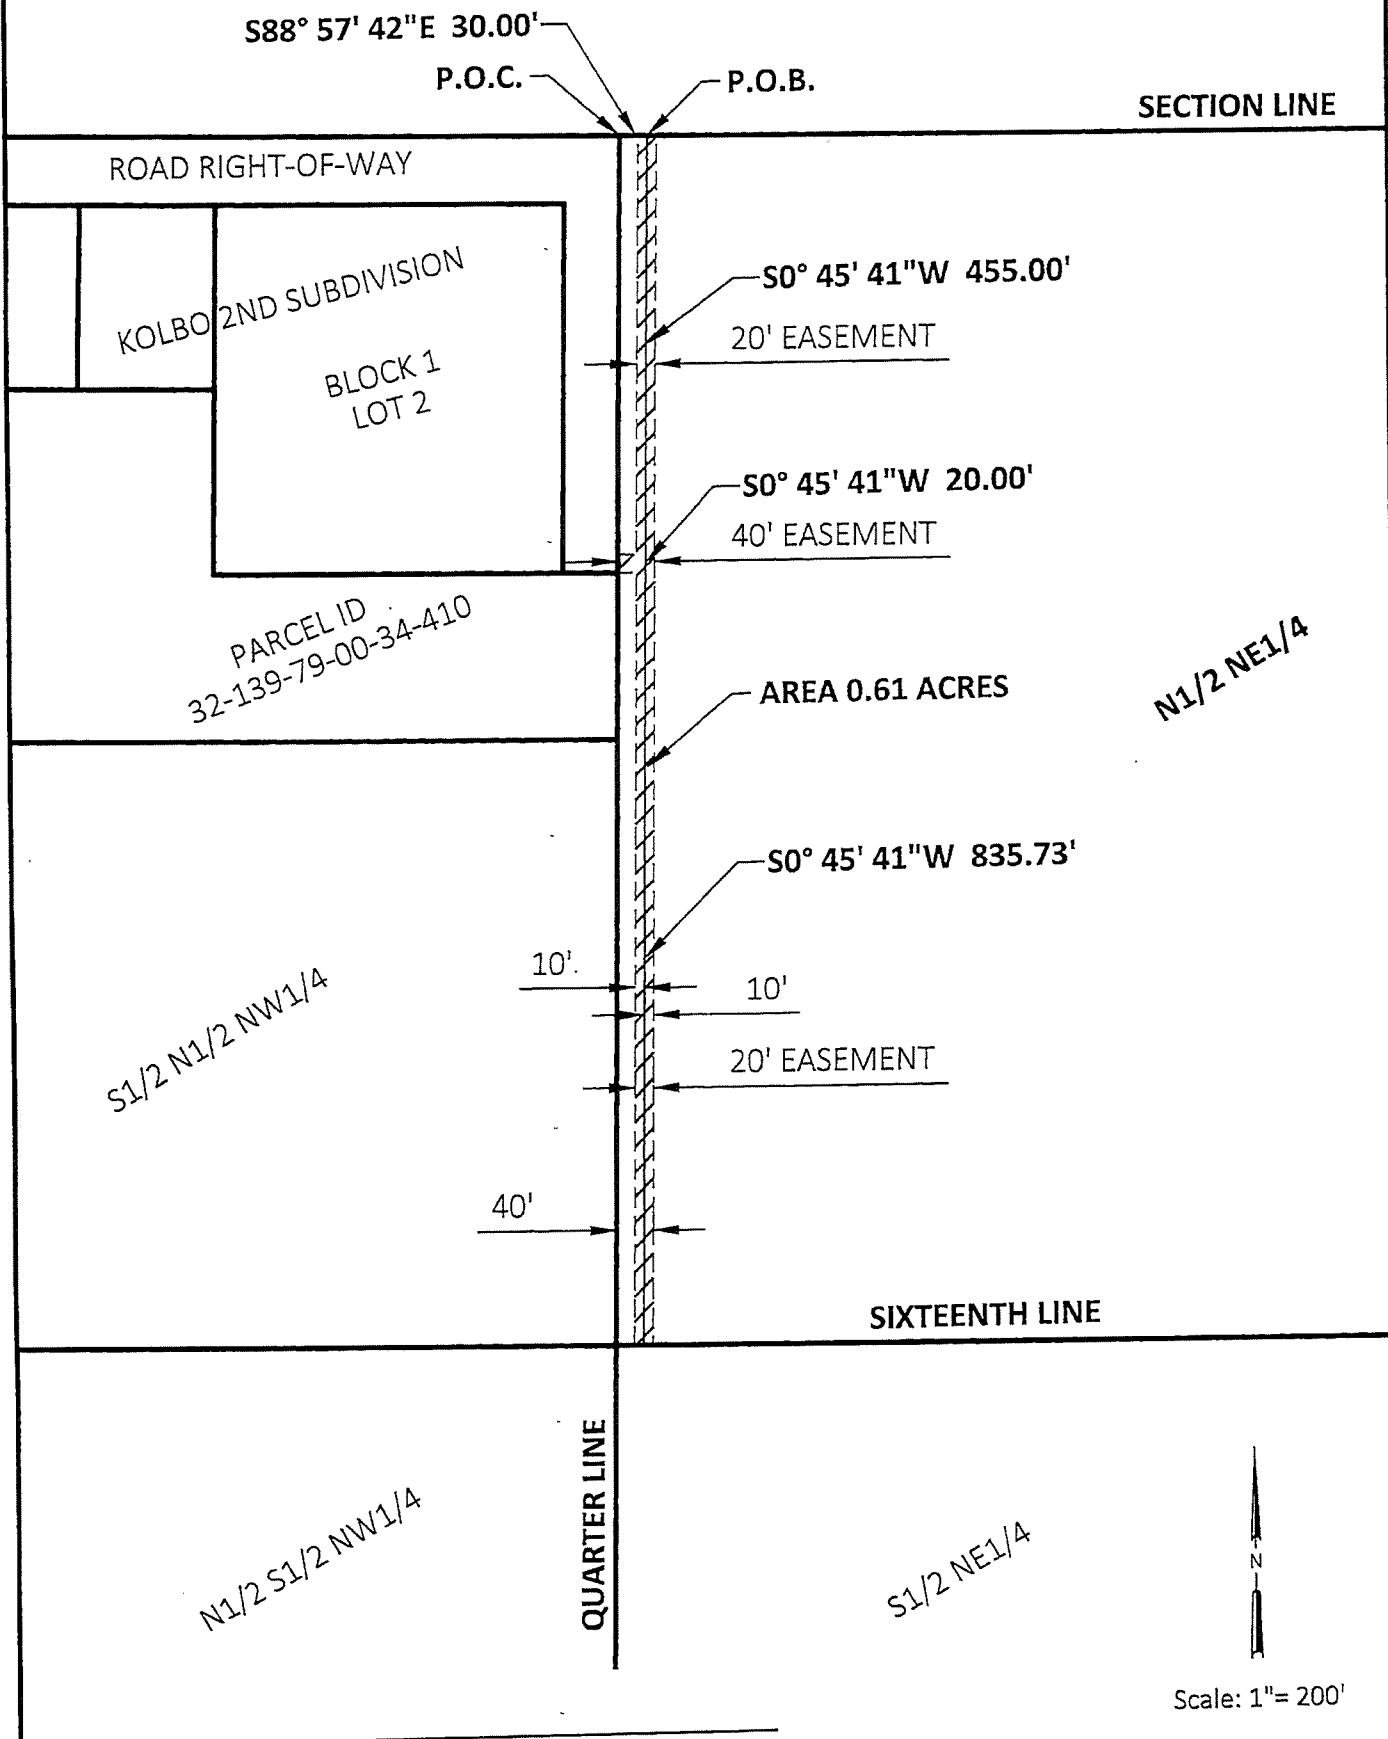 S88° 57' 42"E 30.00'
P.O.C.
P.O.B.
SECTION LINE
ROAD RIGHT-OF-WAY
KOLBO 2ND SUBDIVISION
BLOCK 1
LOT 2
S0° 45' 41"W 455.00'
20' EASEMENT
S0° 45' 41"W 20.00'
40' EASEMENT
PARCEL ID
32-139-79-00-34-410
N1/2 NE1/4
AREA 0.61 ACRES
S0° 45' 41"W 835.73'
10'
10'
20' EASEMENT
S1/2 N1/2 NW1/4
40'
SIXTEENTH LINE
QUARTER LINE
N1/2 S1/2 NW1/4
S1/2 NE1/4
N
Scale: 1"= 200'